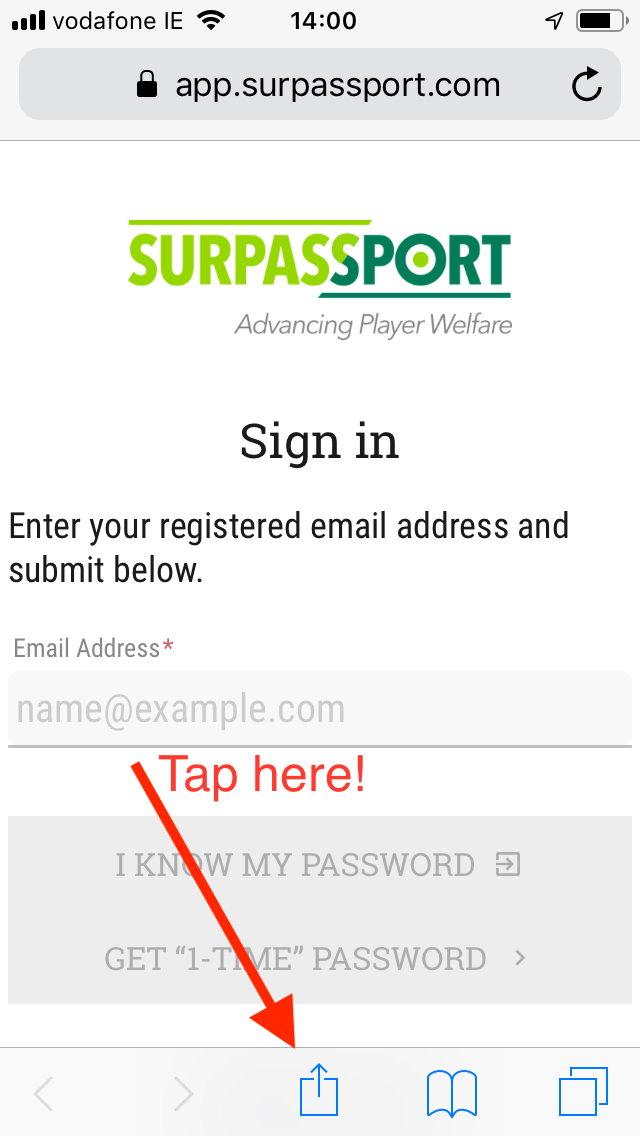 vodafone IE 14:00
app.surpassport.com
SURPASSPORT
Advancing Player Welfare
Sign in
Enter your registered email address and
submit below.
Email Address*
name@example.com
Tap here!
I KNOW MY PASSWORD
GET “1-TIME” PASSWORD